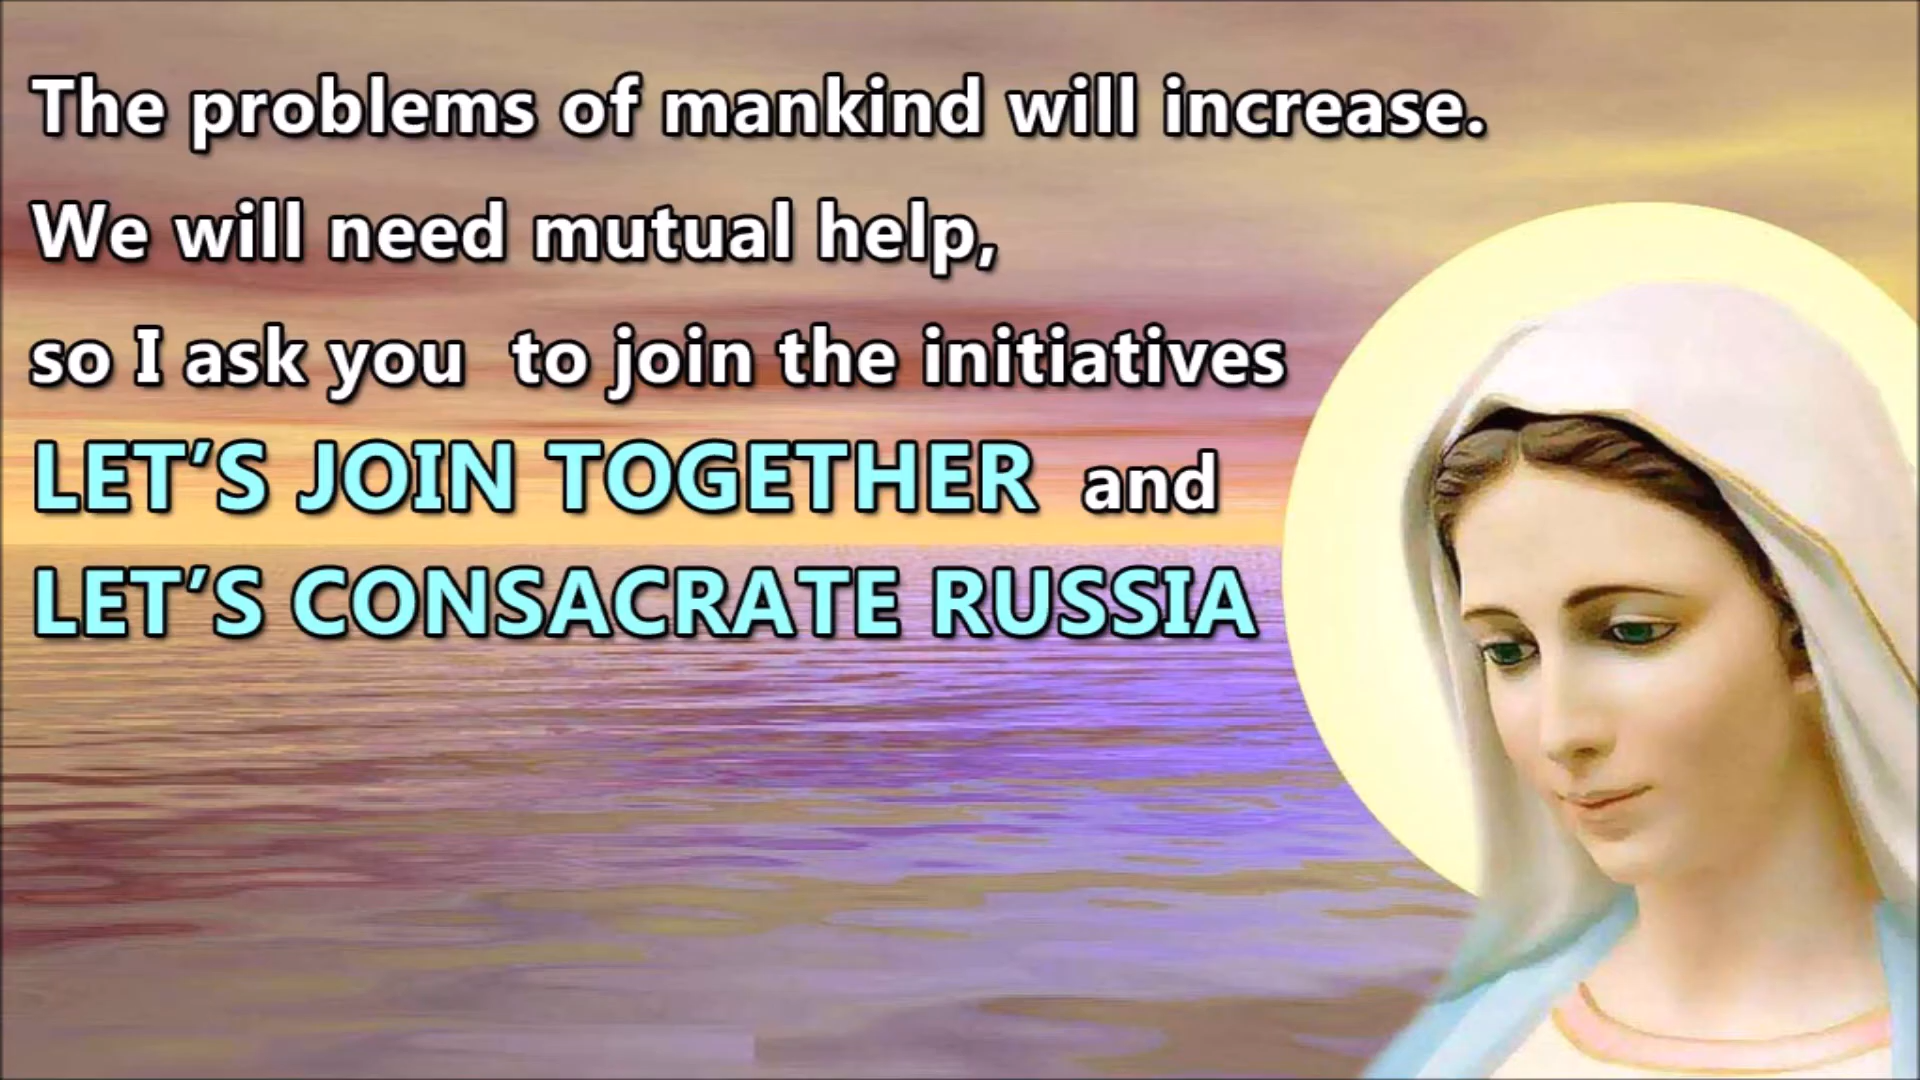 The problems of mankind will increase.
We will need mutual help,
so I ask you  to join the initiatives
LET’S JOIN TOGETHER  and
LET’S CONSACRATE RUSSIA